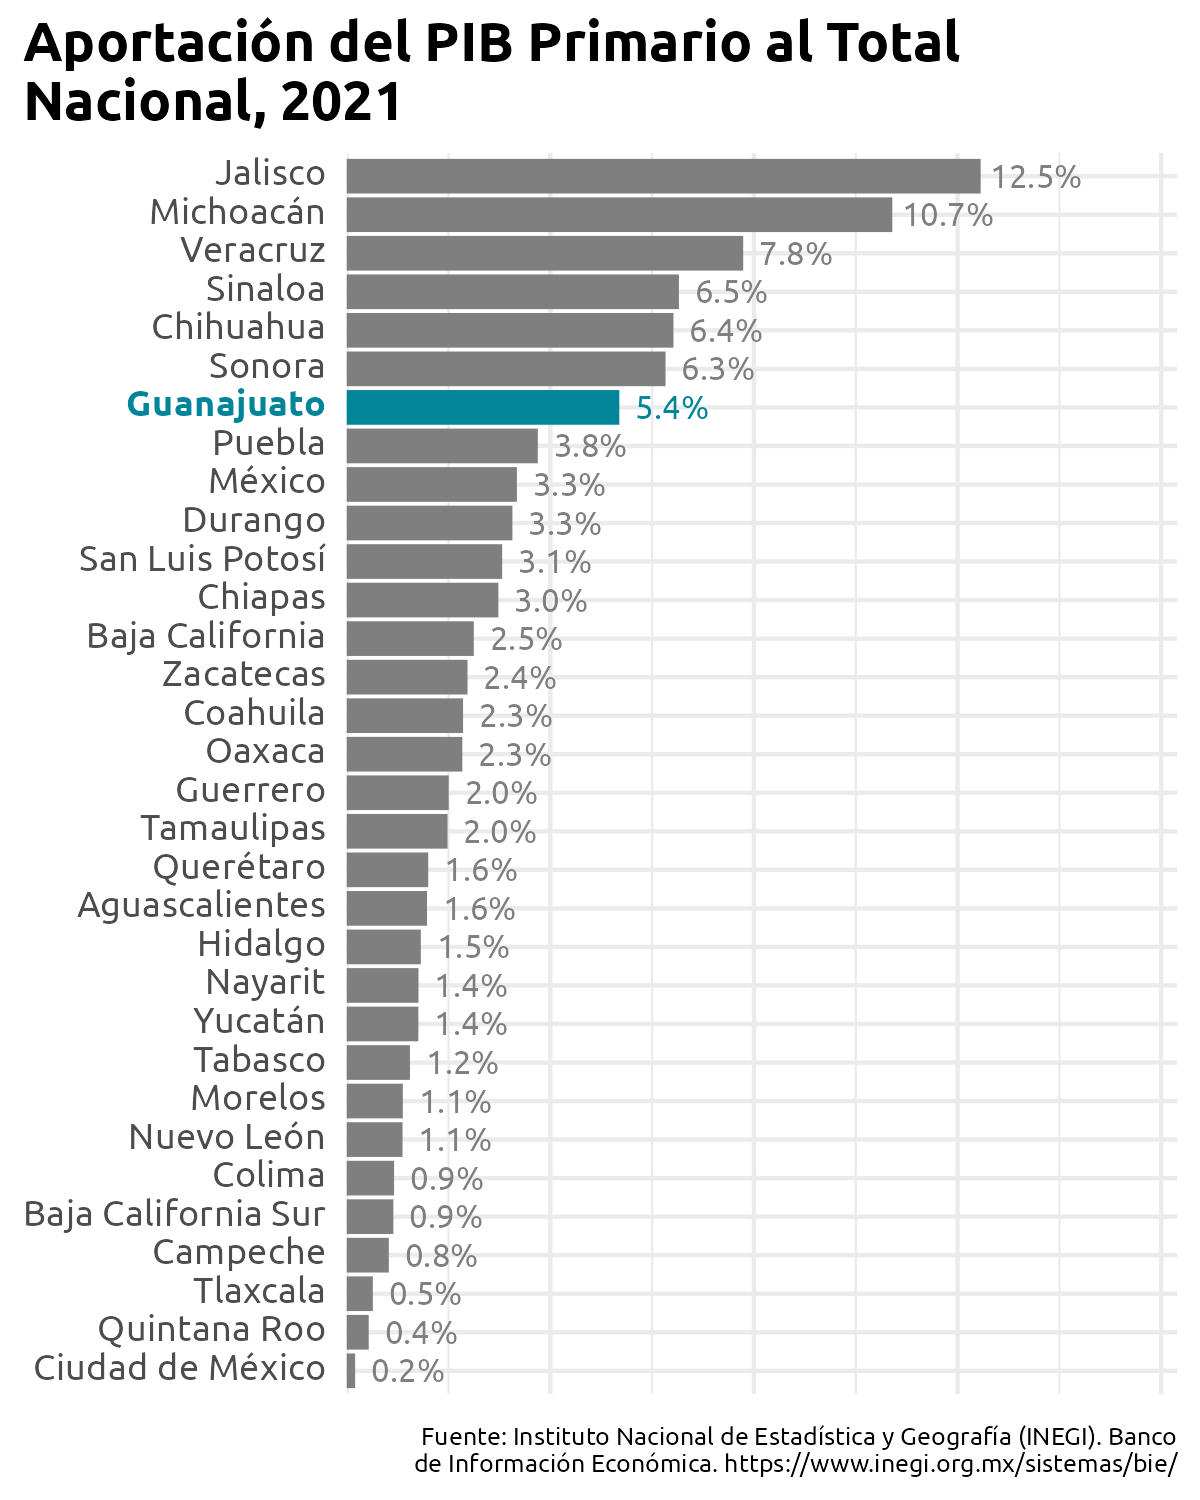 Aportación del PIB Primario al Total
Nacional, 2021
Jalisco 12.5%
Michoacán 10.7%
Veracruz 7.8%
Sinaloa 6.5%
Chihuahua 6.4%
Sonora 6.3%
Guanajuato 5.4%
Puebla 3.8%
México 3.3%
Durango 3.3%
San Luis Potosí 3.1%
Chiapas 3.0%
Baja California 2.5%
Zacatecas 2.4%
Coahuila 2.3%
Oaxaca 2.3%
Guerrero 2.0%
Tamaulipas 2.0%
Querétaro 1.6%
Aguascalientes 1.6%
Hidalgo 1.5%
Nayarit 1.4%
Yucatán 1.4%
Tabasco 1.2%
Morelos 1.1%
Nuevo León 1.1%
Colima 0.9%
Baja California Sur 0.9%
Campeche 0.8%
Tlaxcala 0.5%
Quintana Roo 0.4%
Ciudad de México 0.2%
Fuente: Instituto Nacional de Estadística y Geografía (INEGI). Banco
de Información Económica. https://www.inegi.org.mx/sistemas/bie/